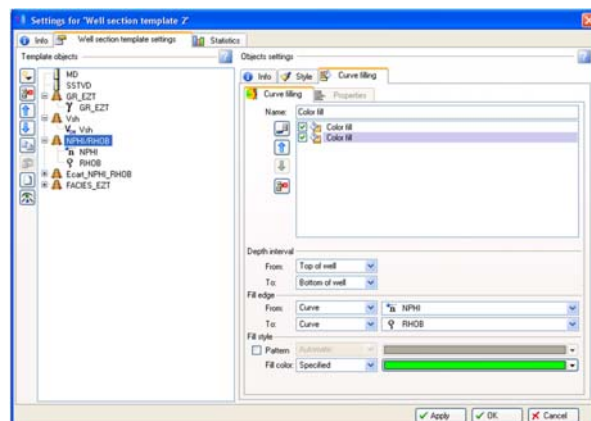 Settings for 'Well section template 2'
Info Well section template settings Statistics
Template objects
MD
SSTVD
GR_EZT
GR_EZT
Vsh
Vsh
NPHI/RHOB
NPHI
RHOB
Ecart_NPHI_RHOB
FACIES_EZT
Objects settings
Info Style Curve filling
Curve filling Properties
Name: Color fill
Color fill
Color fill
Depth interval
From: Top of well
To: Bottom of well
Fill edge
From: Curve NPHI
To: Curve RHOB
Fill style
Pattern Automatic
Fill color: Specified
Apply OK Cancel